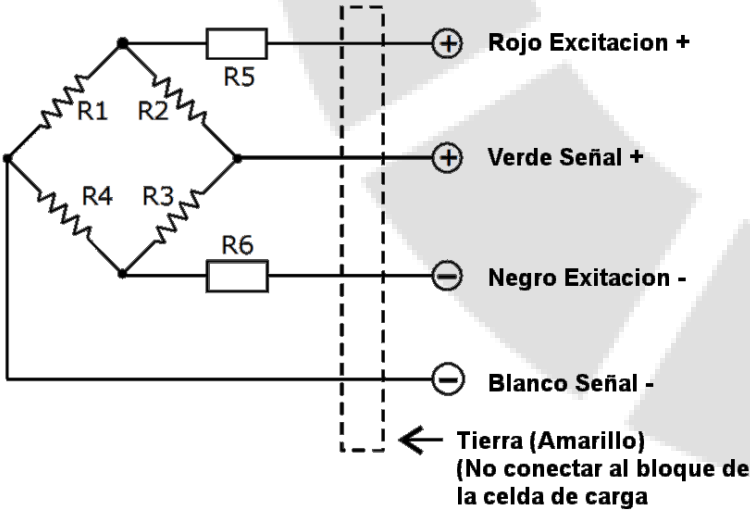 Rojo Excitacion +
R5
R1
R2
Verde Señal +
R4
R3
R6
Negro Exitacion -
Blanco Señal -
Tierra (Amarillo)
(No conectar al bloque de
la celda de carga